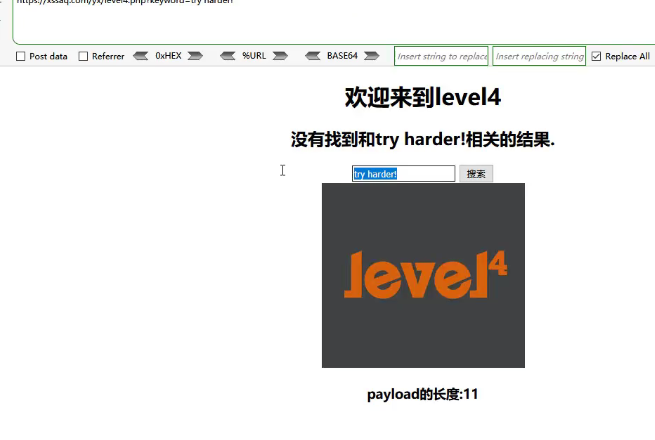 https://xssaq.com/yx/level4.php?keyword=try harder!
Post data Referrer 0xHEX %URL BASE64 Insert string to replace Insert replacing string Replace All
欢迎来到level4
没有找到和try harder!相关的结果.
try harder! 搜索
level4
payload的长度:11